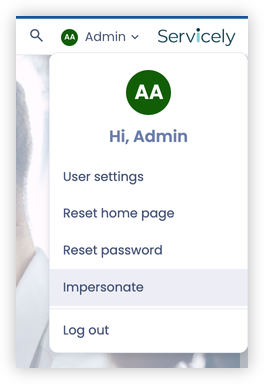 AA Admin Servicely
AA
Hi, Admin
User settings
Reset home page
Reset password
Impersonate
Log out